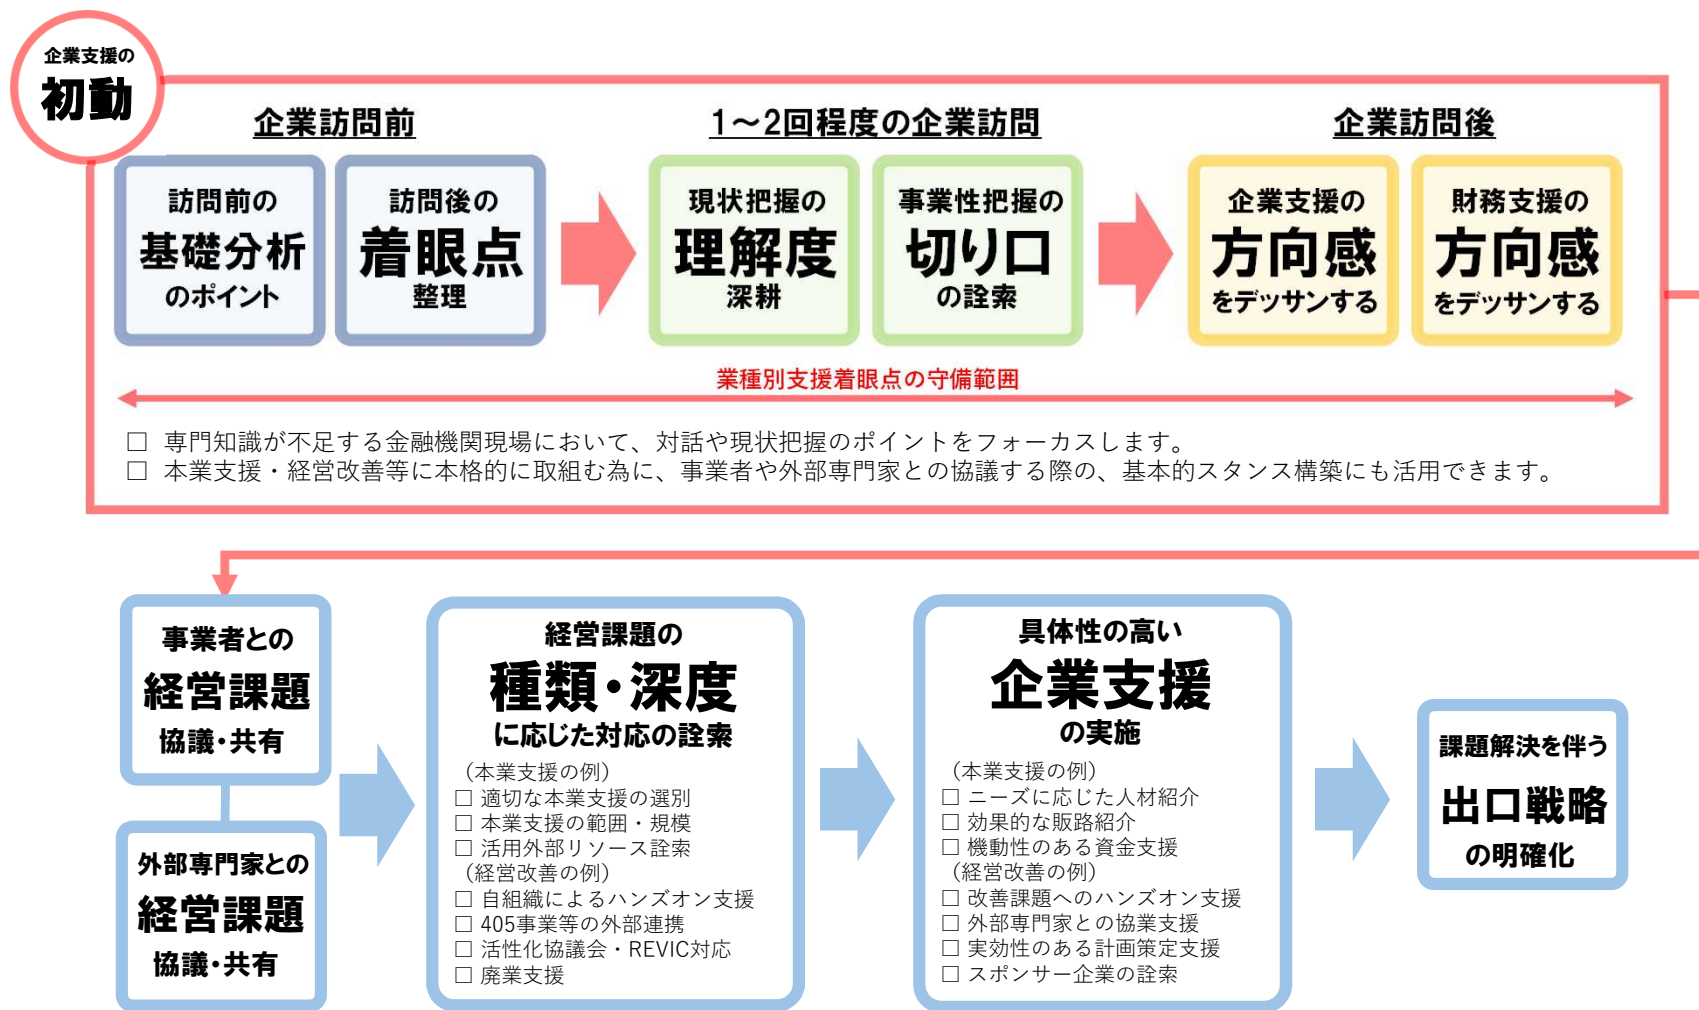 企業支援の
初動
企業訪問前
訪問前の
基礎分析
のポイント
訪問後の
着眼点
整理
1～2回程度の企業訪問
現状把握の
理解度
深耕
事業性把握の
切り口
の詮索
企業訪問後
企業支援の
方向感
をデッサンする
財務支援の
方向感
をデッサンする
業種別支援着眼点の守備範囲
□ 専門知識が不足する金融機関現場において、対話や現状把握のポイントをフォーカスします。
□ 本業支援・経営改善等に本格的に取組む為に、事業者や外部専門家との協議する際の、基本的スタンス構築にも活用できます。
事業者との
経営課題
協議・共有
外部専門家との
経営課題
協議・共有
経営課題の
種類・深度
に応じた対応の詮索
（本業支援の例）
□ 適切な本業支援の選別
□ 本業支援の範囲・規模
□ 活用外部リソース詮索
（経営改善の例）
□ 自組織によるハンズオン支援
□ 405事業等の外部連携
□ 活性化協議会・REVIC対応
□ 廃業支援
具体性の高い
企業支援
の実施
（本業支援の例）
□ ニーズに応じた人材紹介
□ 効果的な販路紹介
□ 機動性のある資金支援
（経営改善の例）
□ 改善課題へのハンズオン支援
□ 外部専門家との協業支援
□ 実効性のある計画策定支援
□ スポンサー企業の詮索
課題解決を伴う
出口戦略
の明確化